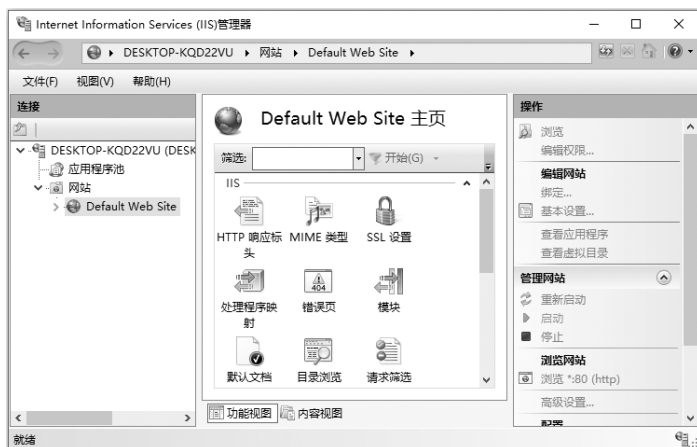 Internet Information Services (IIS)管理器
DESKTOP-KQD22VU
网站
Default Web Site
文件(F) 视图(V) 帮助(H)
连接
DESKTOP-KQD22VU (DESK
应用程序池
网站
Default Web Site
Default Web Site 主页
筛选:
开始(G)
IIS
HTTP 响应标
头
MIME 类型
SSL 设置
处理程序映
射
404
错误页
模块
默认文档
目录浏览
请求筛选
功能视图
内容视图
操作
浏览
编辑权限...
编辑网站
绑定...
基本设置...
查看应用程序
查看虚拟目录
管理网站
重新启动
启动
停止
浏览网站
浏览 *:80 (http)
高级设置...
配置
就绪